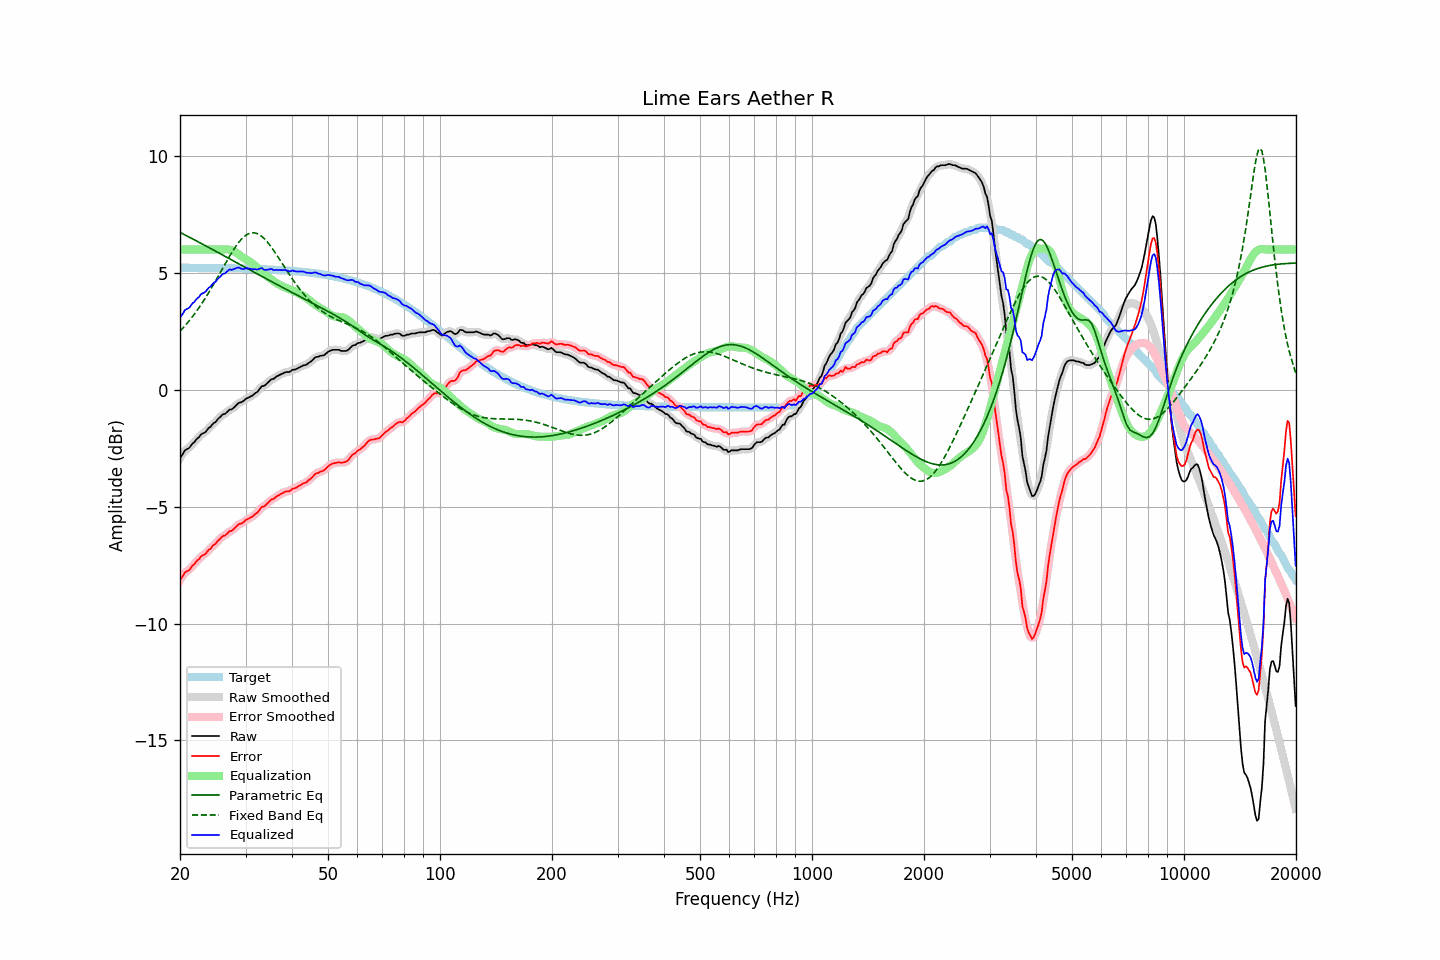 Lime Ears Aether R
Amplitude (dBr)
10
5
0
−5
−10
−15
Target
Raw Smoothed
Error Smoothed
Raw
Error
Equalization
Parametric Eq
Fixed Band Eq
Equalized
20 50 100 200 500 1000 2000 5000 10000 20000
Frequency (Hz)